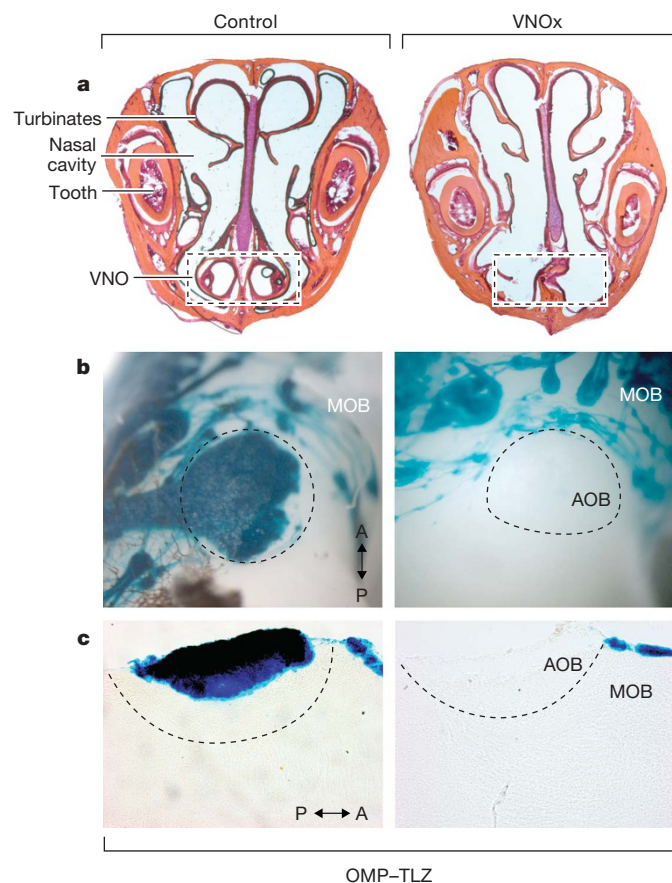 Control
VNOx
a
Turbinates
Nasal
cavity
Tooth
VNO
b
MOB
MOB
AOB
A
P
c
AOB
MOB
P
A
OMP–TLZ